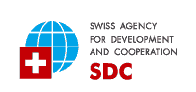 SWISS AGENCY
FOR DEVELOPMENT
AND COOPERATION
SDC